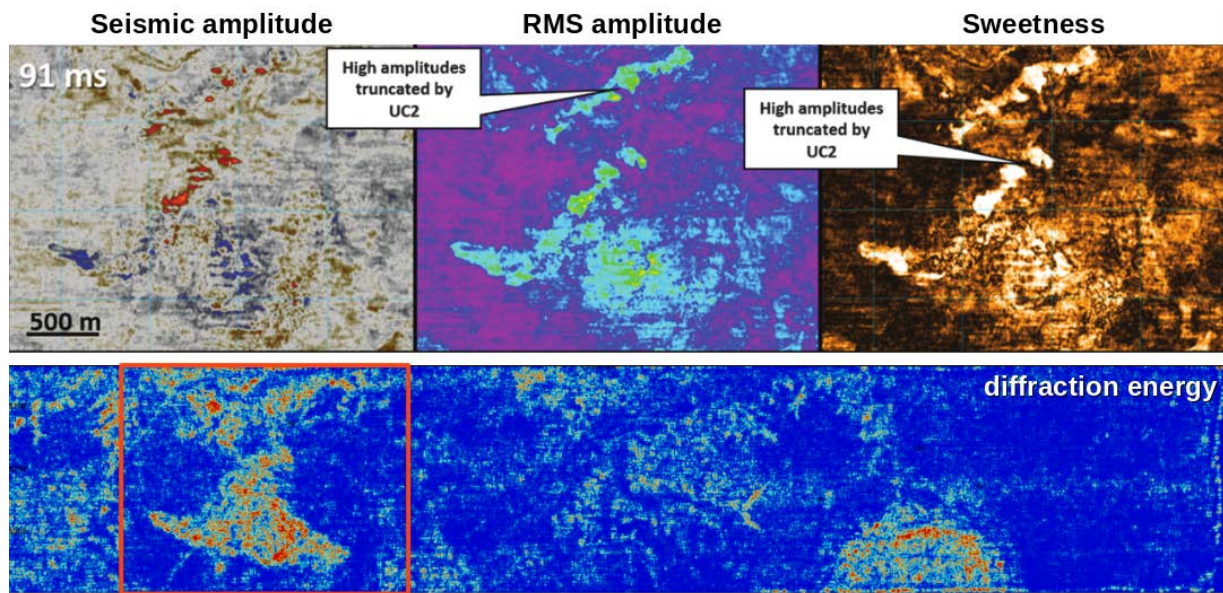 Seismic amplitude
RMS amplitude
Sweetness
91 ms
High amplitudes
truncated by
UC2
High amplitudes
truncated by
UC2
500 m
diffraction energy